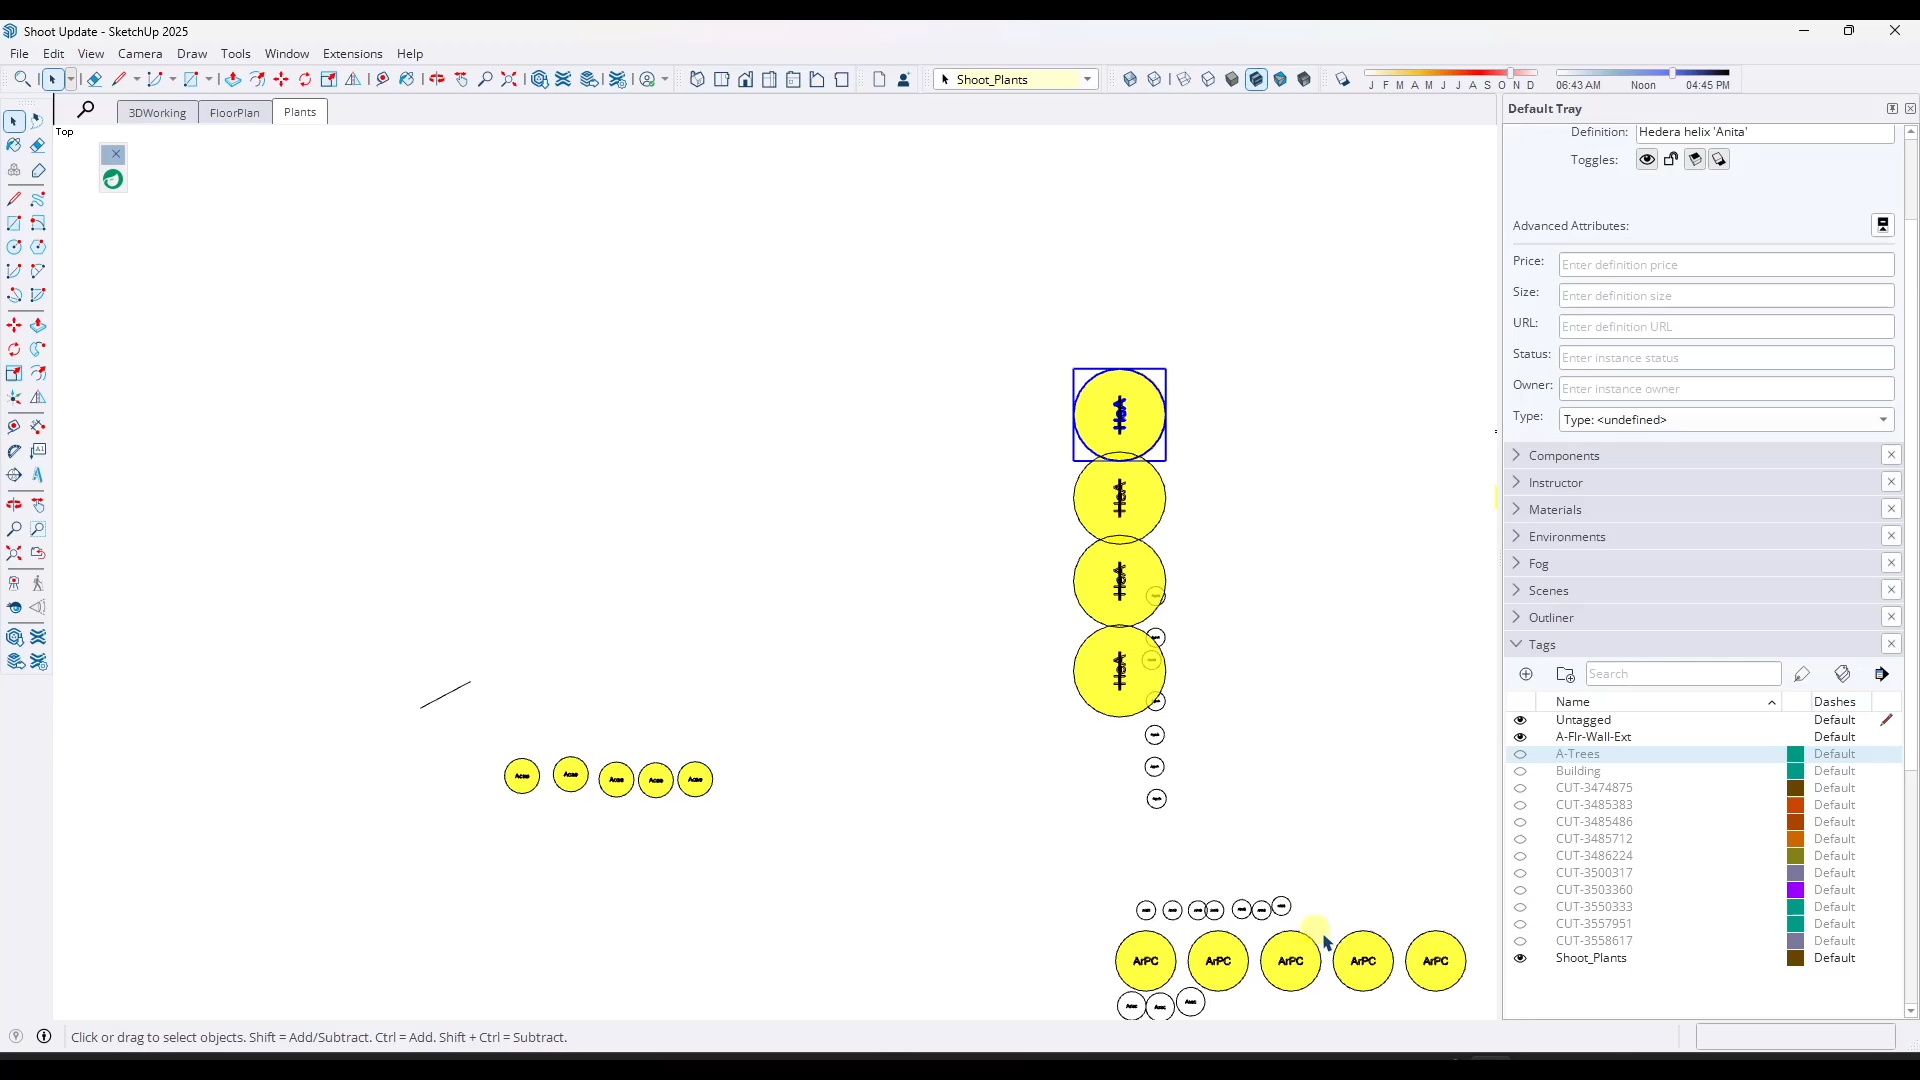 Shoot Update - SketchUp 2025
File Edit View Camera Draw Tools Window Extensions Help
Shoot_Plants
J F M A M J J A S O N D
06:43 AM Noon 04:45 PM
3DWorking FloorPlan Plants
Top
Default Tray
Definition: Hedera helix 'Anita'
Toggles:
Advanced Attributes:
Price: Enter definition price
Size: Enter definition size
URL: Enter definition URL
Status: Enter instance status
Owner: Enter instance owner
Type: Type: <undefined>
Components
Instructor
Materials
Environments
Fog
Scenes
Outliner
Tags
Search
Name Dashes
Untagged Default
A-Flr-Wall-Ext Default
A-Trees Default
Building Default
CUT-3474875 Default
CUT-3485383 Default
CUT-3485486 Default
CUT-3485712 Default
CUT-3486224 Default
CUT-3500317 Default
CUT-3503360 Default
CUT-3550333 Default
CUT-3557951 Default
CUT-3558617 Default
Shoot_Plants Default
ArPC ArPC ArPC ArPC ArPC
Click or drag to select objects. Shift = Add/Subtract. Ctrl = Add. Shift + Ctrl = Subtract.